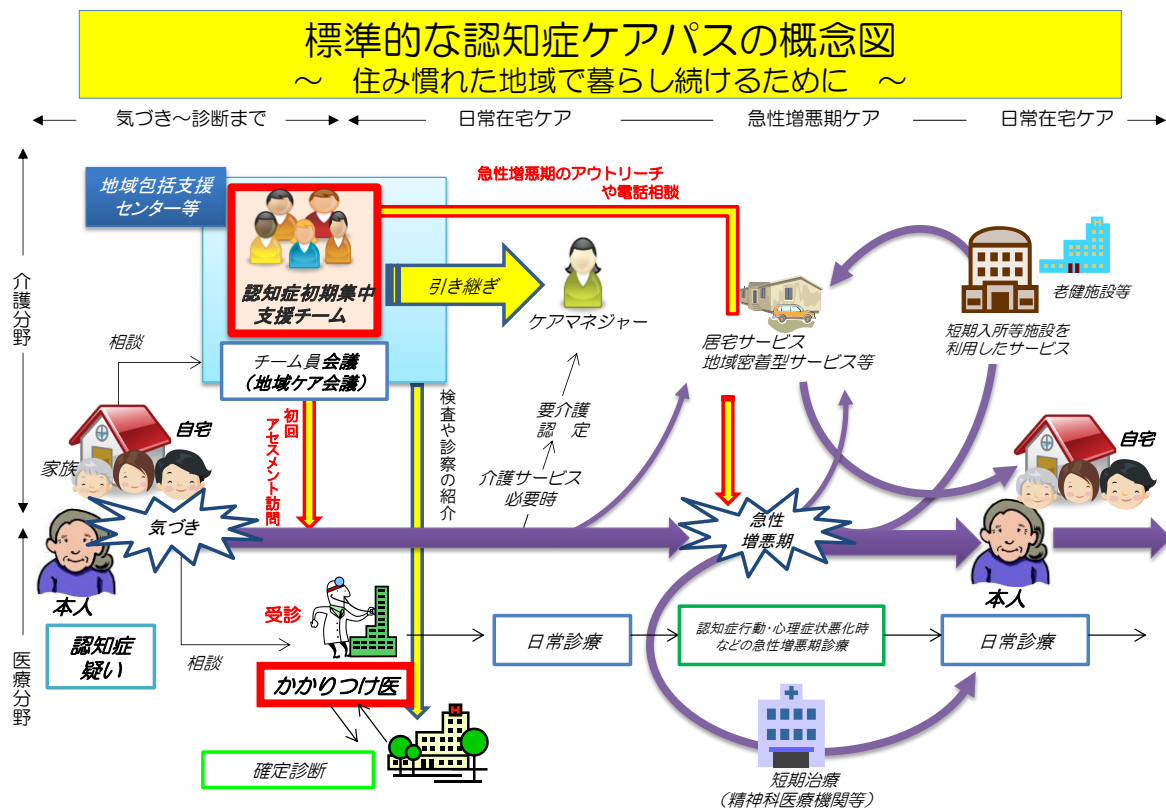 標準的な認知症ケアパスの概念図
～　住み慣れた地域で暮らし続けるために　～
気づき～診断まで
日常在宅ケア
急性増悪期ケア
日常在宅ケア
介護分野
医療分野
地域包括支援
センター等
認知症初期集中
支援チーム
チーム員会議
（地域ケア会議）
急性増悪期のアウトリーチ
や電話相談
引き継ぎ
ケアマネジャー
居宅サービス
地域密着型サービス等
老健施設等
短期入所等施設を
利用したサービス
相談
自宅
家族
気づき
本人
認知症
疑い
初回
アセスメント訪問
検査や診察の紹介
要介護
認　定
介護サービス
必要時
急性
増悪期
自宅
本人
相談
受診
かかりつけ医
確定診断
日常診療
認知症行動・心理症状悪化時
などの急性増悪期診療
日常診療
H
短期治療
（精神科医療機関等）